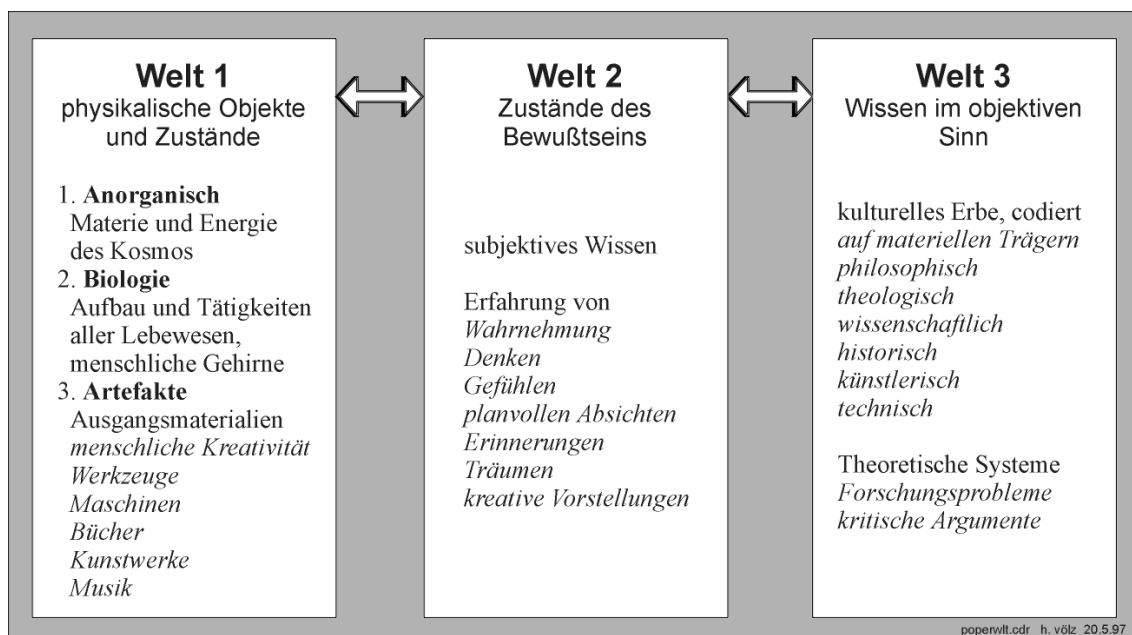 Welt 1
physikalische Objekte
und Zustände
1. Anorganisch
Materie und Energie
des Kosmos
2. Biologie
Aufbau und Tätigkeiten
aller Lebewesen,
menschliche Gehirne
3. Artefakte
Ausgangsmaterialien
menschliche Kreativität
Werkzeuge
Maschinen
Bücher
Kunstwerke
Musik
Welt 2
Zustände des
Bewußtseins
subjektives Wissen
Erfahrung von
Wahrnehmung
Denken
Gefühlen
planvollen Absichten
Erinnerungen
Träumen
kreative Vorstellungen
Welt 3
Wissen im objektiven
Sinn
kulturelles Erbe, codiert
auf materiellen Trägern
philosophisch
theologisch
wissenschaftlich
historisch
künstlerisch
technisch
Theoretische Systeme
Forschungsprobleme
kritische Argumente
poperwlt.cdr h. völz 20.5.97